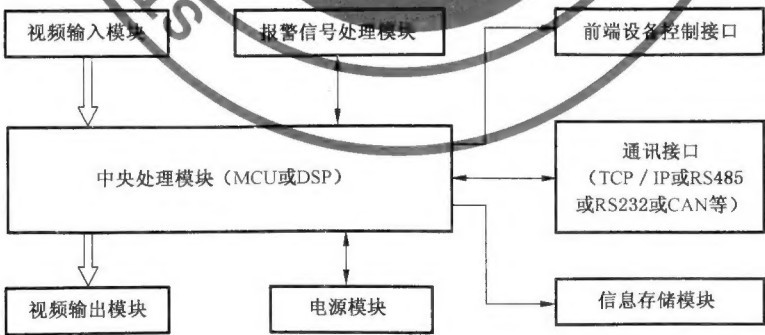 视频输入模块
报警信号处理模块
前端设备控制接口
中央处理模块（MCU或DSP）
通讯接口
（TCP / IP或RS485
或RS232或CAN等）
视频输出模块
电源模块
信息存储模块